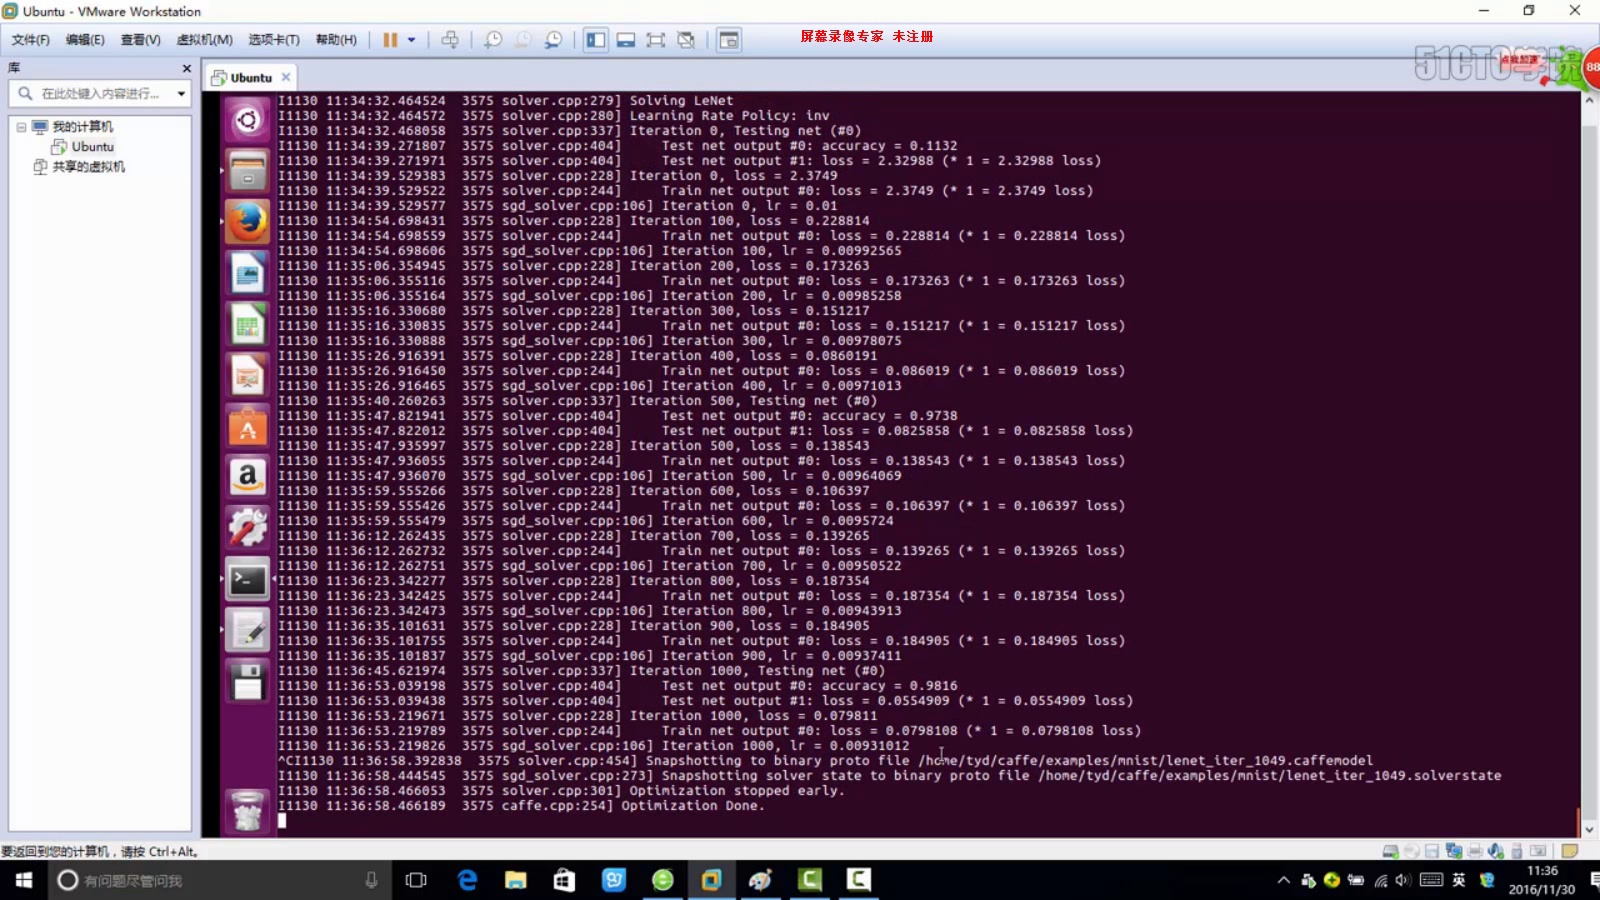 Ubuntu - VMware Workstation
文件(F) 编辑(E) 查看(V) 虚拟机(M) 选项卡(T) 帮助(H)
屏幕录像专家 未注册
51CTO学院
点我加速
88
库
Ubuntu
在此处键入内容进行...
我的计算机
Ubuntu
共享的虚拟机
I1130 11:34:32.464524 3575 solver.cpp:279] Solving LeNet
I1130 11:34:32.464572 3575 solver.cpp:280] Learning Rate Policy: inv
I1130 11:34:32.468058 3575 solver.cpp:337] Iteration 0, Testing net (#0)
I1130 11:34:39.271807 3575 solver.cpp:404] Test net output #0: accuracy = 0.1132
I1130 11:34:39.271971 3575 solver.cpp:404] Test net output #1: loss = 2.32988 (* 1 = 2.32988 loss)
I1130 11:34:39.529383 3575 solver.cpp:228] Iteration 0, loss = 2.3749
I1130 11:34:39.529522 3575 solver.cpp:244] Train net output #0: loss = 2.3749 (* 1 = 2.3749 loss)
I1130 11:34:39.529577 3575 sgd_solver.cpp:106] Iteration 0, lr = 0.01
I1130 11:34:54.698431 3575 solver.cpp:228] Iteration 100, loss = 0.228814
I1130 11:34:54.698559 3575 solver.cpp:244] Train net output #0: loss = 0.228814 (* 1 = 0.228814 loss)
I1130 11:34:54.698606 3575 sgd_solver.cpp:106] Iteration 100, lr = 0.00992565
I1130 11:35:06.354945 3575 solver.cpp:228] Iteration 200, loss = 0.173263
I1130 11:35:06.355116 3575 solver.cpp:244] Train net output #0: loss = 0.173263 (* 1 = 0.173263 loss)
I1130 11:35:06.355164 3575 sgd_solver.cpp:106] Iteration 200, lr = 0.00985258
I1130 11:35:16.330680 3575 solver.cpp:228] Iteration 300, loss = 0.151217
I1130 11:35:16.330835 3575 solver.cpp:244] Train net output #0: loss = 0.151217 (* 1 = 0.151217 loss)
I1130 11:35:16.330888 3575 sgd_solver.cpp:106] Iteration 300, lr = 0.00978075
I1130 11:35:26.916391 3575 solver.cpp:228] Iteration 400, loss = 0.0860191
I1130 11:35:26.916450 3575 solver.cpp:244] Train net output #0: loss = 0.086019 (* 1 = 0.086019 loss)
I1130 11:35:26.916465 3575 sgd_solver.cpp:106] Iteration 400, lr = 0.00971013
I1130 11:35:40.260263 3575 solver.cpp:337] Iteration 500, Testing net (#0)
I1130 11:35:47.821941 3575 solver.cpp:404] Test net output #0: accuracy = 0.9738
I1130 11:35:47.822012 3575 solver.cpp:404] Test net output #1: loss = 0.0825858 (* 1 = 0.0825858 loss)
I1130 11:35:47.935997 3575 solver.cpp:228] Iteration 500, loss = 0.138543
I1130 11:35:47.936055 3575 solver.cpp:244] Train net output #0: loss = 0.138543 (* 1 = 0.138543 loss)
I1130 11:35:47.936070 3575 sgd_solver.cpp:106] Iteration 500, lr = 0.00964069
I1130 11:35:59.555266 3575 solver.cpp:228] Iteration 600, loss = 0.106397
I1130 11:35:59.555426 3575 solver.cpp:244] Train net output #0: loss = 0.106397 (* 1 = 0.106397 loss)
I1130 11:35:59.555479 3575 sgd_solver.cpp:106] Iteration 600, lr = 0.0095724
I1130 11:36:12.262435 3575 solver.cpp:228] Iteration 700, loss = 0.139265
I1130 11:36:12.262732 3575 solver.cpp:244] Train net output #0: loss = 0.139265 (* 1 = 0.139265 loss)
I1130 11:36:12.262751 3575 sgd_solver.cpp:106] Iteration 700, lr = 0.00950522
I1130 11:36:23.342277 3575 solver.cpp:228] Iteration 800, loss = 0.187354
I1130 11:36:23.342425 3575 solver.cpp:244] Train net output #0: loss = 0.187354 (* 1 = 0.187354 loss)
I1130 11:36:23.342473 3575 sgd_solver.cpp:106] Iteration 800, lr = 0.00943913
I1130 11:36:35.101631 3575 solver.cpp:228] Iteration 900, loss = 0.184905
I1130 11:36:35.101755 3575 solver.cpp:244] Train net output #0: loss = 0.184905 (* 1 = 0.184905 loss)
I1130 11:36:35.101837 3575 sgd_solver.cpp:106] Iteration 900, lr = 0.00937411
I1130 11:36:45.621974 3575 solver.cpp:337] Iteration 1000, Testing net (#0)
I1130 11:36:53.039198 3575 solver.cpp:404] Test net output #0: accuracy = 0.9816
I1130 11:36:53.039438 3575 solver.cpp:404] Test net output #1: loss = 0.0554909 (* 1 = 0.0554909 loss)
I1130 11:36:53.219671 3575 solver.cpp:228] Iteration 1000, loss = 0.079811
I1130 11:36:53.219789 3575 solver.cpp:244] Train net output #0: loss = 0.0798108 (* 1 = 0.0798108 loss)
I1130 11:36:53.219826 3575 sgd_solver.cpp:106] Iteration 1000, lr = 0.00931012
^CI1130 11:36:58.392838 3575 solver.cpp:454] Snapshotting to binary proto file /home/tyd/caffe/examples/mnist/lenet_iter_1049.caffemodel
I1130 11:36:58.444545 3575 sgd_solver.cpp:273] Snapshotting solver state to binary proto file /home/tyd/caffe/examples/mnist/lenet_iter_1049.solverstate
I1130 11:36:58.466053 3575 solver.cpp:301] Optimization stopped early.
I1130 11:36:58.466189 3575 caffe.cpp:254] Optimization Done.
要返回到您的计算机，请按 Ctrl+Alt。
有问题尽管问我
英
11:36
2016/11/30